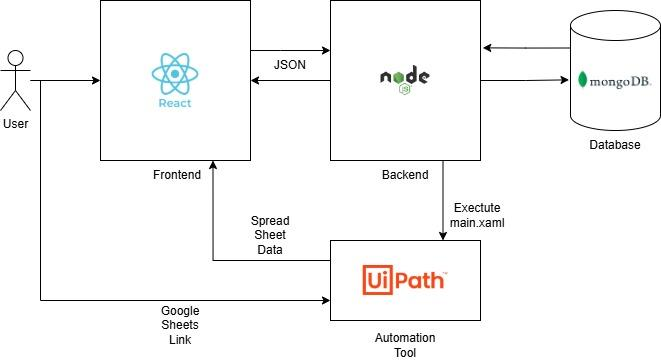 JSON
node
JS
mongoDB.
React
User
Database
Frontend
Backend
Exectute
main.xaml
Spread
Sheet
Data
UiPath
Google
Sheets
Link
Automation
Tool